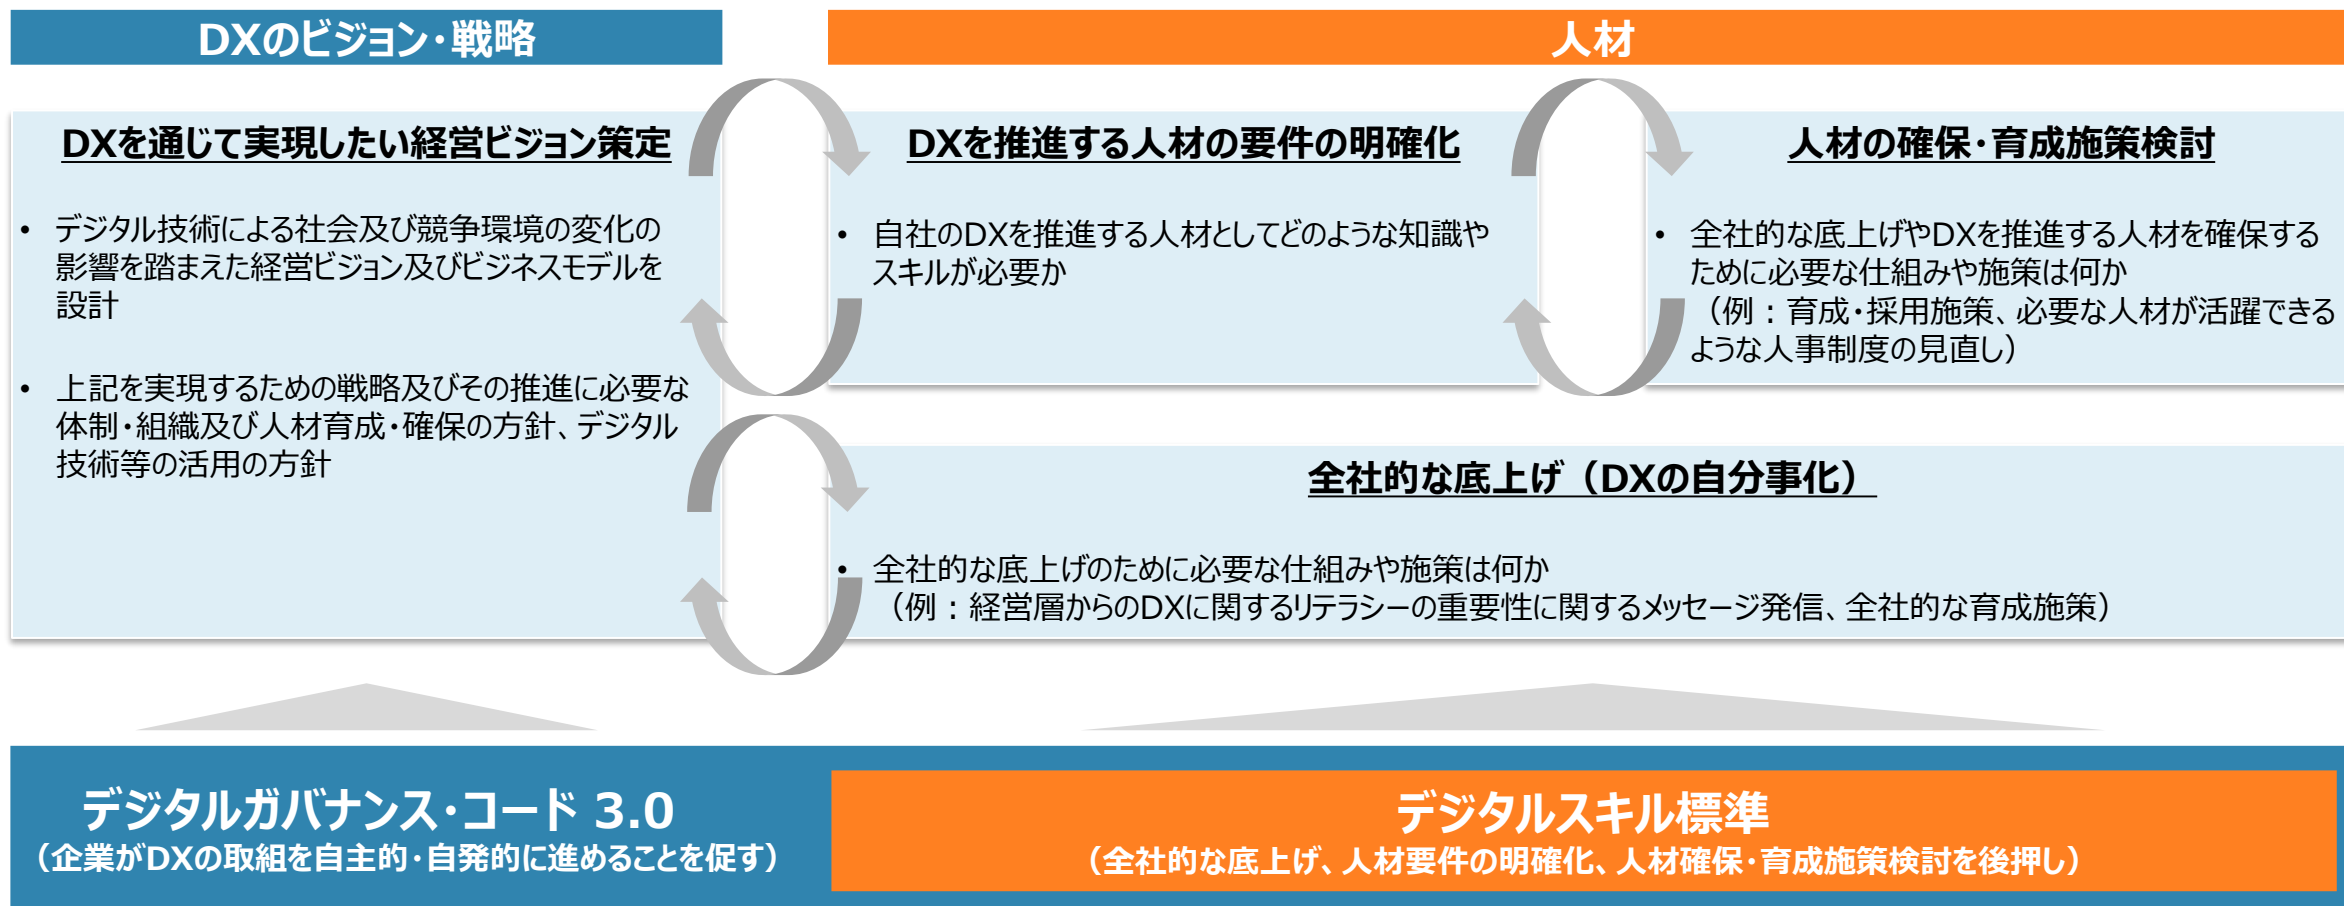 DXのビジョン・戦略
人材
DXを通じて実現したい経営ビジョン策定
• デジタル技術による社会及び競争環境の変化の
影響を踏まえた経営ビジョン及びビジネスモデルを
設計
• 上記を実現するための戦略及びその推進に必要な
体制・組織及び人材育成・確保の方針、デジタル
技術等の活用の方針
DXを推進する人材の要件の明確化
• 自社のDXを推進する人材としてどのような知識や
スキルが必要か
人材の確保・育成施策検討
• 全社的な底上げやDXを推進する人材を確保する
ために必要な仕組みや施策は何か
（例：育成・採用施策、必要な人材が活躍できる
ような人事制度の見直し）
全社的な底上げ（DXの自分事化）
• 全社的な底上げのために必要な仕組みや施策は何か
（例：経営層からのDXに関するリテラシーの重要性に関するメッセージ発信、全社的な育成施策）
デジタルガバナンス・コード 3.0
（企業がDXの取組を自主的・自発的に進めることを促す）
デジタルスキル標準
（全社的な底上げ、人材要件の明確化、人材確保・育成施策検討を後押し）